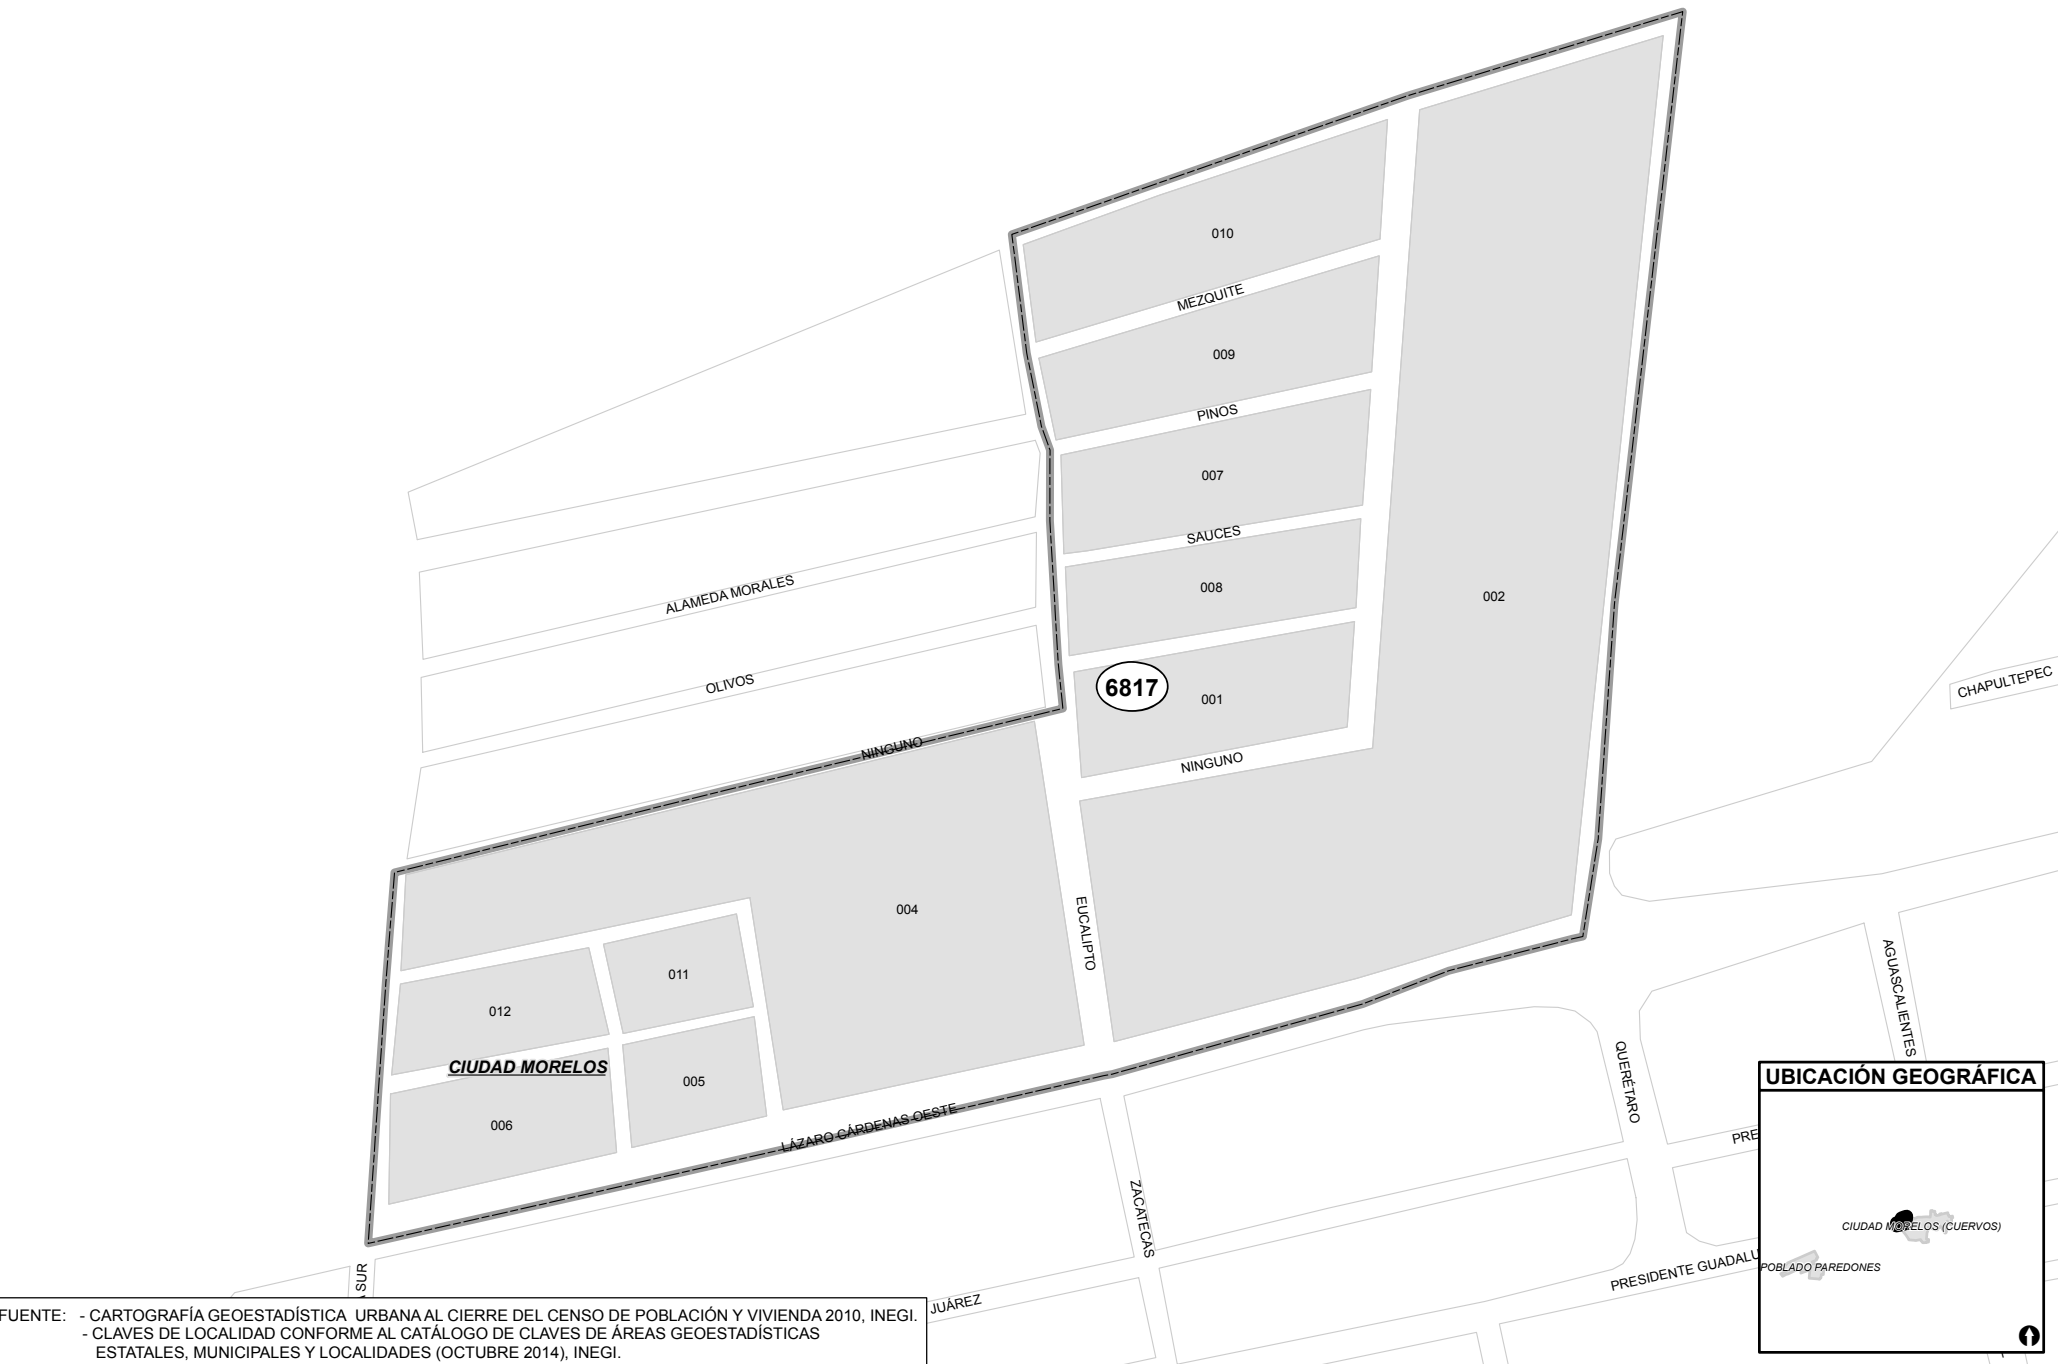 010
MEZQUITE
009
PINOS
007
SAUCES
008
002
ALAMEDA MORALES
OLIVOS
6817
001
CHAPULTEPEC
NINGUNO
NINGUNO
004
EUCALIPTO
011
012
AGUASCALIENTES
CIUDAD MORELOS
005
006
QUERÉTARO
LÁZARO CÁRDENAS OESTE
ZACATECAS
PRE
PRESIDENTE GUADALU
JUÁREZ
SUR
UBICACIÓN GEOGRÁFICA
CIUDAD MORELOS (CUERVOS)
POBLADO PAREDONES
FUENTE: - CARTOGRAFÍA GEOESTADÍSTICA URBANA AL CIERRE DEL CENSO DE POBLACIÓN Y VIVIENDA 2010, INEGI.
- CLAVES DE LOCALIDAD CONFORME AL CATÁLOGO DE CLAVES DE ÁREAS GEOESTADÍSTICAS
ESTATALES, MUNICIPALES Y LOCALIDADES (OCTUBRE 2014), INEGI.